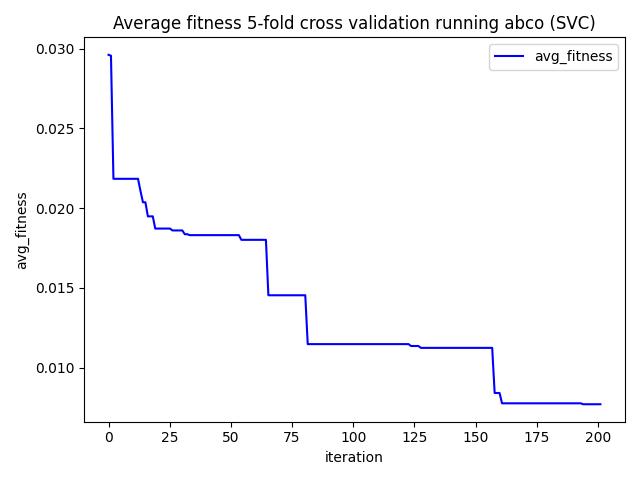 Average fitness 5-fold cross validation running abco (SVC)
avg_fitness
0.030
0.025
0.020
0.015
0.010
avg_fitness
0 25 50 75 100 125 150 175 200
iteration